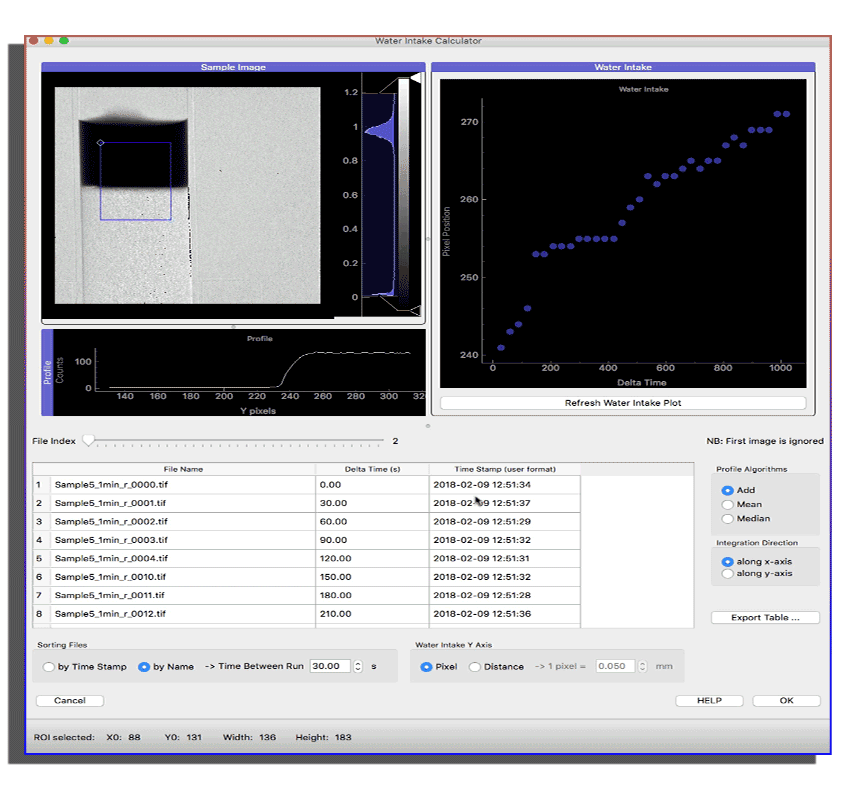 Water Intake Calculator
Sample Image
1.2
1
0.8
0.6
0.4
0.2
0
Profile
Profile
Counts
100
0
140 160 180 200 220 240 260 280 300 32
Y pixels
Water Intake
Water Intake
Pixel Position
270
260
250
240
0 200 400 600 800 1000
Delta Time
Refresh Water Intake Plot
File Index 2 NB: First image is ignored
File Name Delta Time (s) Time Stamp (user format)
1 Sample5_1min_r_0000.tif 0.00 2018-02-09 12:51:34
2 Sample5_1min_r_0001.tif 30.00 2018-02-09 12:51:37
3 Sample5_1min_r_0002.tif 60.00 2018-02-09 12:51:29
4 Sample5_1min_r_0003.tif 90.00 2018-02-09 12:51:32
5 Sample5_1min_r_0004.tif 120.00 2018-02-09 12:51:31
6 Sample5_1min_r_0010.tif 150.00 2018-02-09 12:51:32
7 Sample5_1min_r_0011.tif 180.00 2018-02-09 12:51:28
8 Sample5_1min_r_0012.tif 210.00 2018-02-09 12:51:36
Profile Algorithms
Add
Mean
Median
Integration Direction
along x-axis
along y-axis
Export Table ...
Sorting Files
by Time Stamp by Name -> Time Between Run 30.00 s
Water Intake Y Axis
Pixel Distance -> 1 pixel = 0.050 mm
Cancel HELP OK
ROI selected: X0: 88 Y0: 131 Width: 136 Height: 183